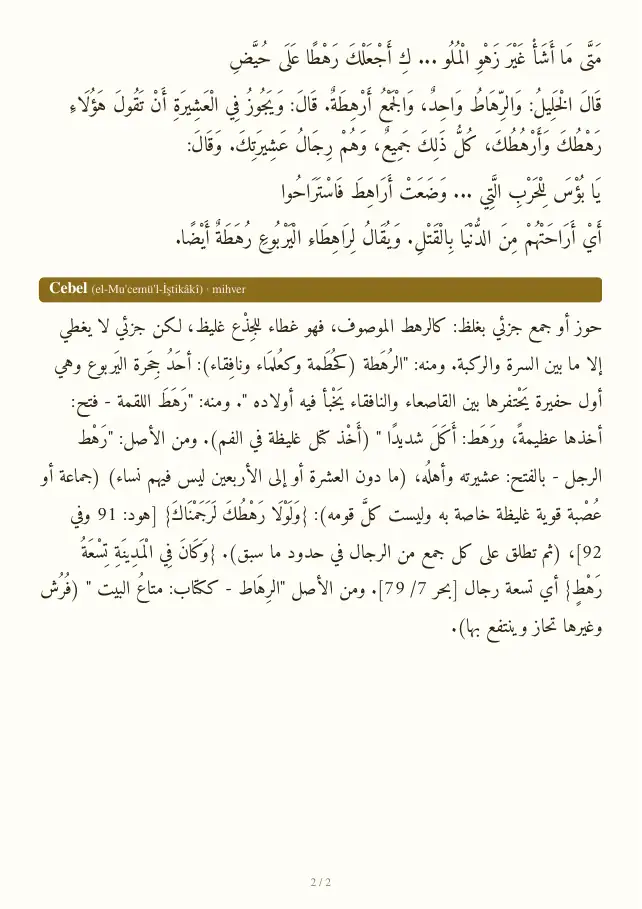 مَتَّى مَا أَشَأْ غَيْرَ زَهْوِ الْمُلُو ... كِ أَجْعَلْكَ رَهْطًا عَلَى حُيَّضِ
قَالَ الْخَلِيلُ: وَالرِّهَاطُ وَاحِدٌ، وَالْجَمْعُ أَرْهِطَةٌ. قَالَ: وَيَجُوزُ فِي الْعَشِيرَةِ أَنْ تَقُولَ هَؤُلَاءِ
رَهْطُكَ وَأَرْهُطُكَ، كُلُّ ذَلِكَ جَمِيعٌ، وَهُمْ رِجَالُ عَشِيرَتِكَ. وَقَالَ:
يَا بُؤْسَ لِلْحَرْبِ الَّتِي ... وَضَعَتْ أَرَاهِطَ فَاسْتَرَاحُوا
أَيْ أَرَاحَتْهُمْ مِنَ الدُّنْيَا بِالْقَتْلِ. وَيُقَالُ لِرَاهِطَاءِ الْيَرْبُوعِ رُهَطَةٌ أَيْضًا.
Cebel (el-Mu'cemü'l-İştikâkî) · mihver
حوز أو جمع جزئي بغلظ: كالرهط الموصوف، فهو غطاء للجِذْع غليظ، لكن جزئي لا يغطي
إلا ما بين السرة والركبة. ومنه: "الرُهَطة (كحُطَمة وكعُلَماء ونافِقاء): أحَدُ جِحَرة اليَربوع وهي
أول حفيرة يَحْتفرها بين القاصعاء والنافقاء يَخْبأ فيه أولاده ". ومنه: "رَهَطَ اللقمة - فتح:
أخذها عظيمةً، ورَهَط: أَكَلَ شديدًا " (أَخْذ كتل غليظة في الفم). ومن الأصل: "رَهْط
الرجل - بالفتح: عشيرته وأهلُه، (ما دون العشرة أو إلى الأربعين ليس فيهم نساء) (جماعة أو
عُصْبة قوية غليظة خاصة به وليست كلَّ قومه): {وَلَوْلَا رَهْطُكَ لَرَجَمْنَاكَ} [هود: 91 وفي
92]، (ثم تطلق على كل جمع من الرجال في حدود ما سبق). {وَكَانَ فِي الْمَدِينَةِ تِسْعَةُ
رَهْطٍ} أي تسعة رجال [بحر 7/ 79]. ومن الأصل "الرِهَاط - ككتاب: متاعُ البيت " (فُرُش
وغيرها تحاز وينتفع بها).
2 / 2